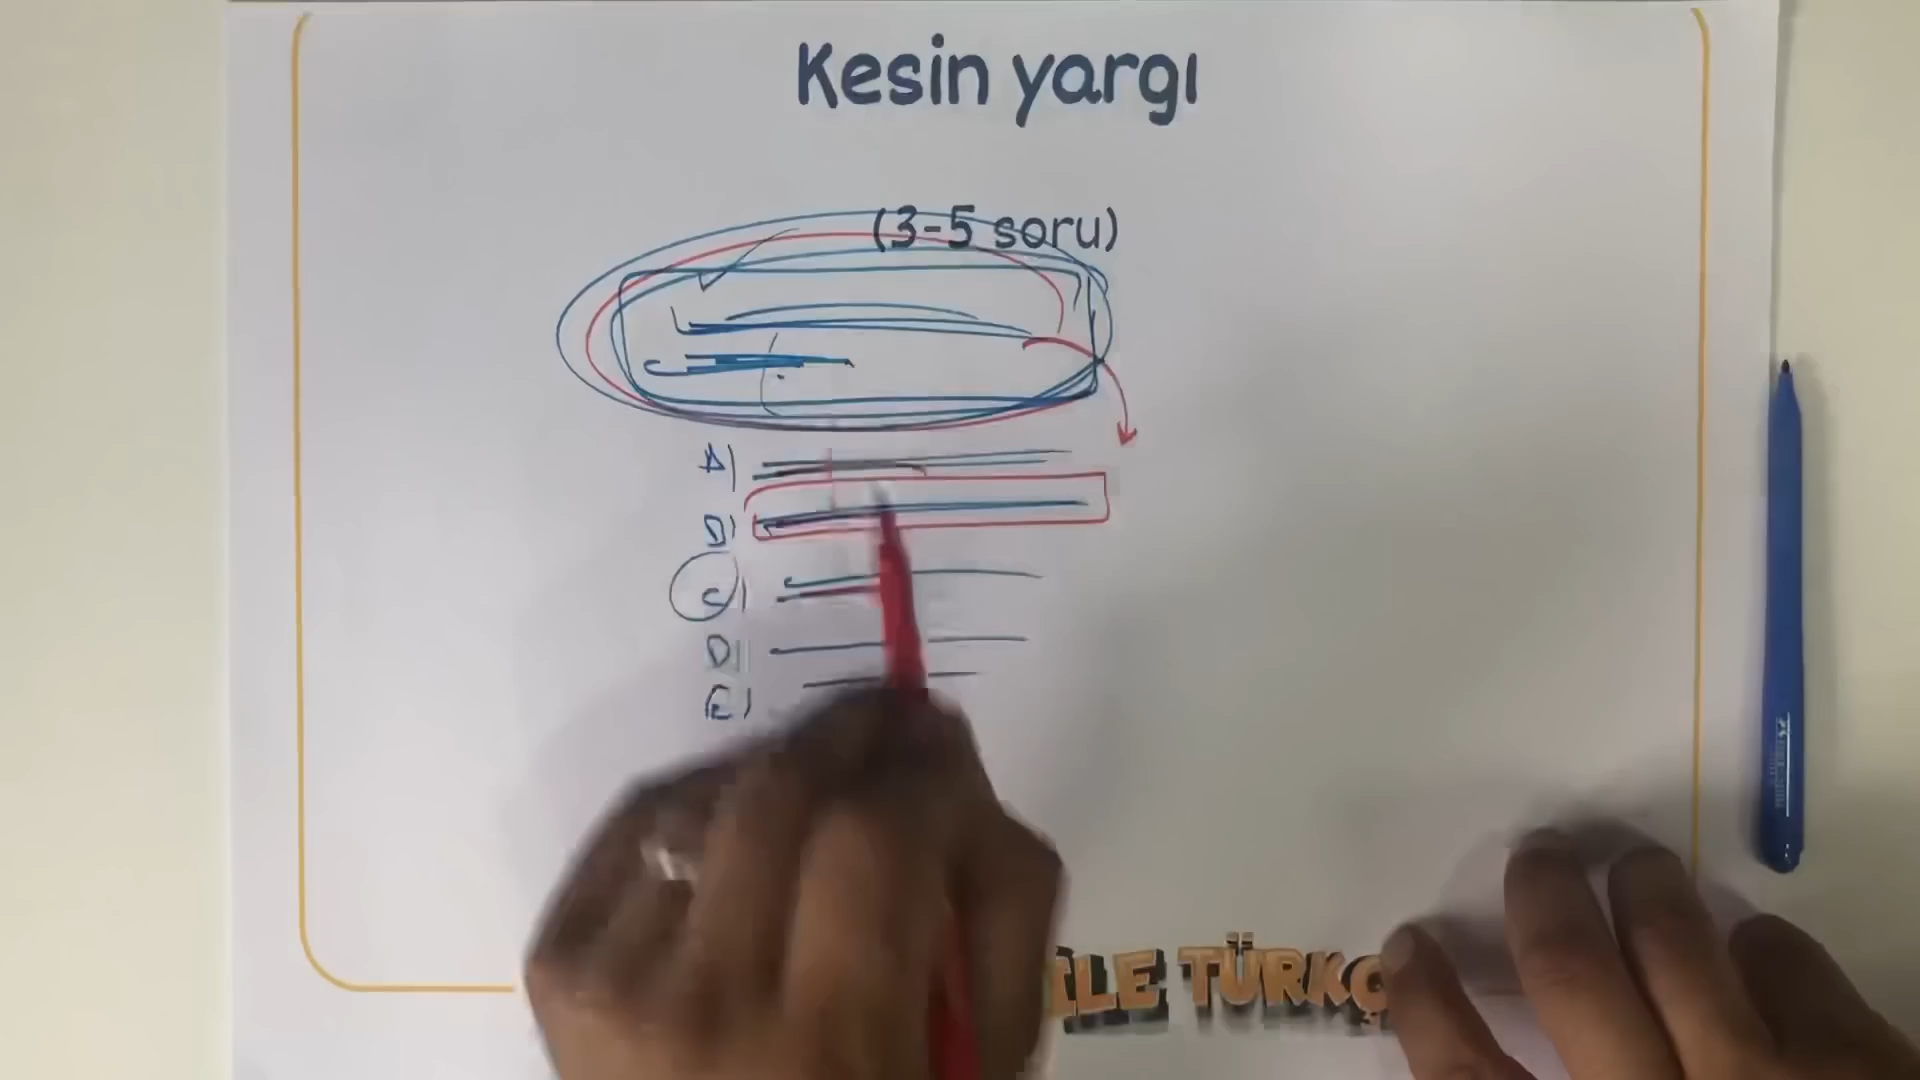 Kesin yargı
(3-5 soru)
A)
B)
C)
D)
E)
İLE TÜRKÇ